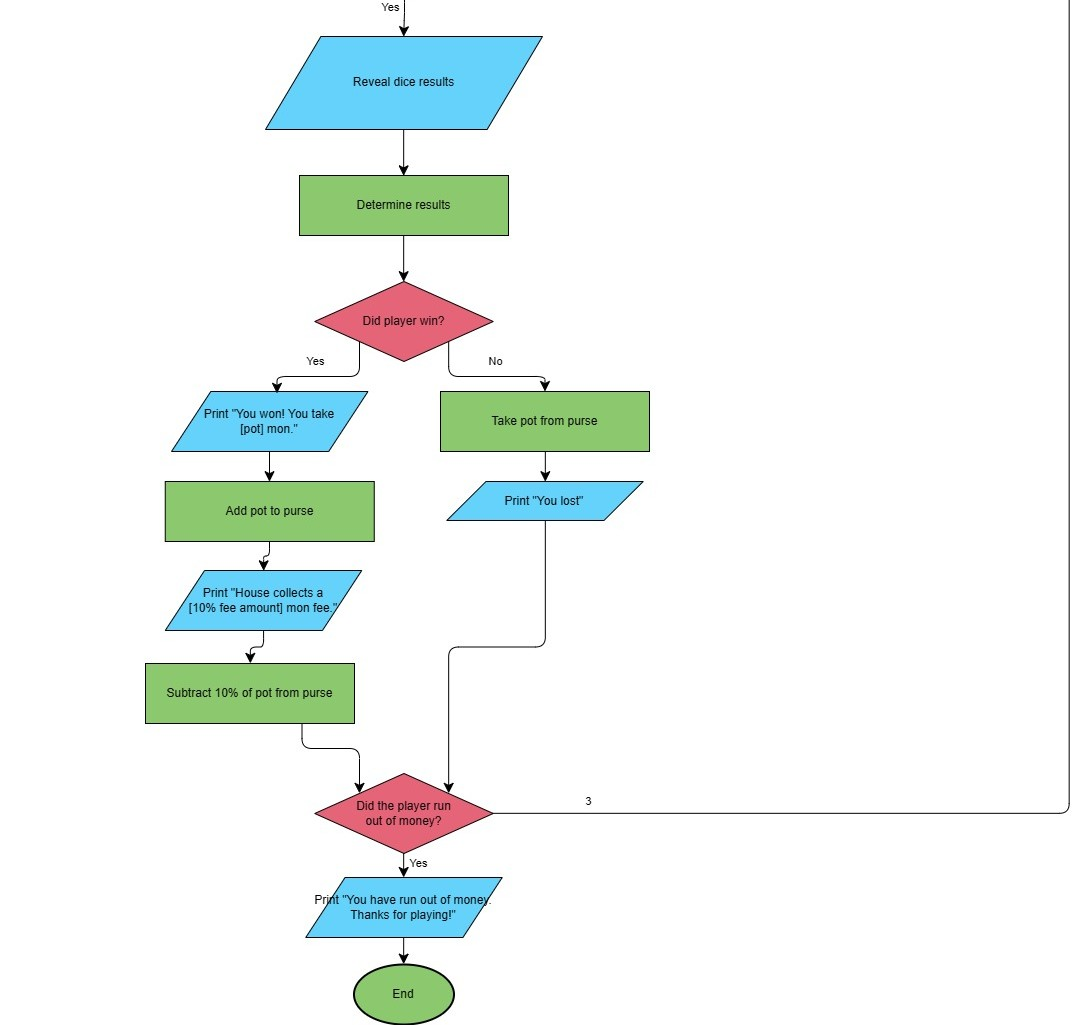 Yes
Reveal dice results
Determine results
Did player win?
Yes
No
Print "You won! You take
[pot] mon."
Take pot from purse
Add pot to purse
Print "You lost"
Print "House collects a
[10% fee amount] mon fee."
Subtract 10% of pot from purse
Did the player run
out of money?
3
Yes
Print "You have run out of money.
Thanks for playing!"
End